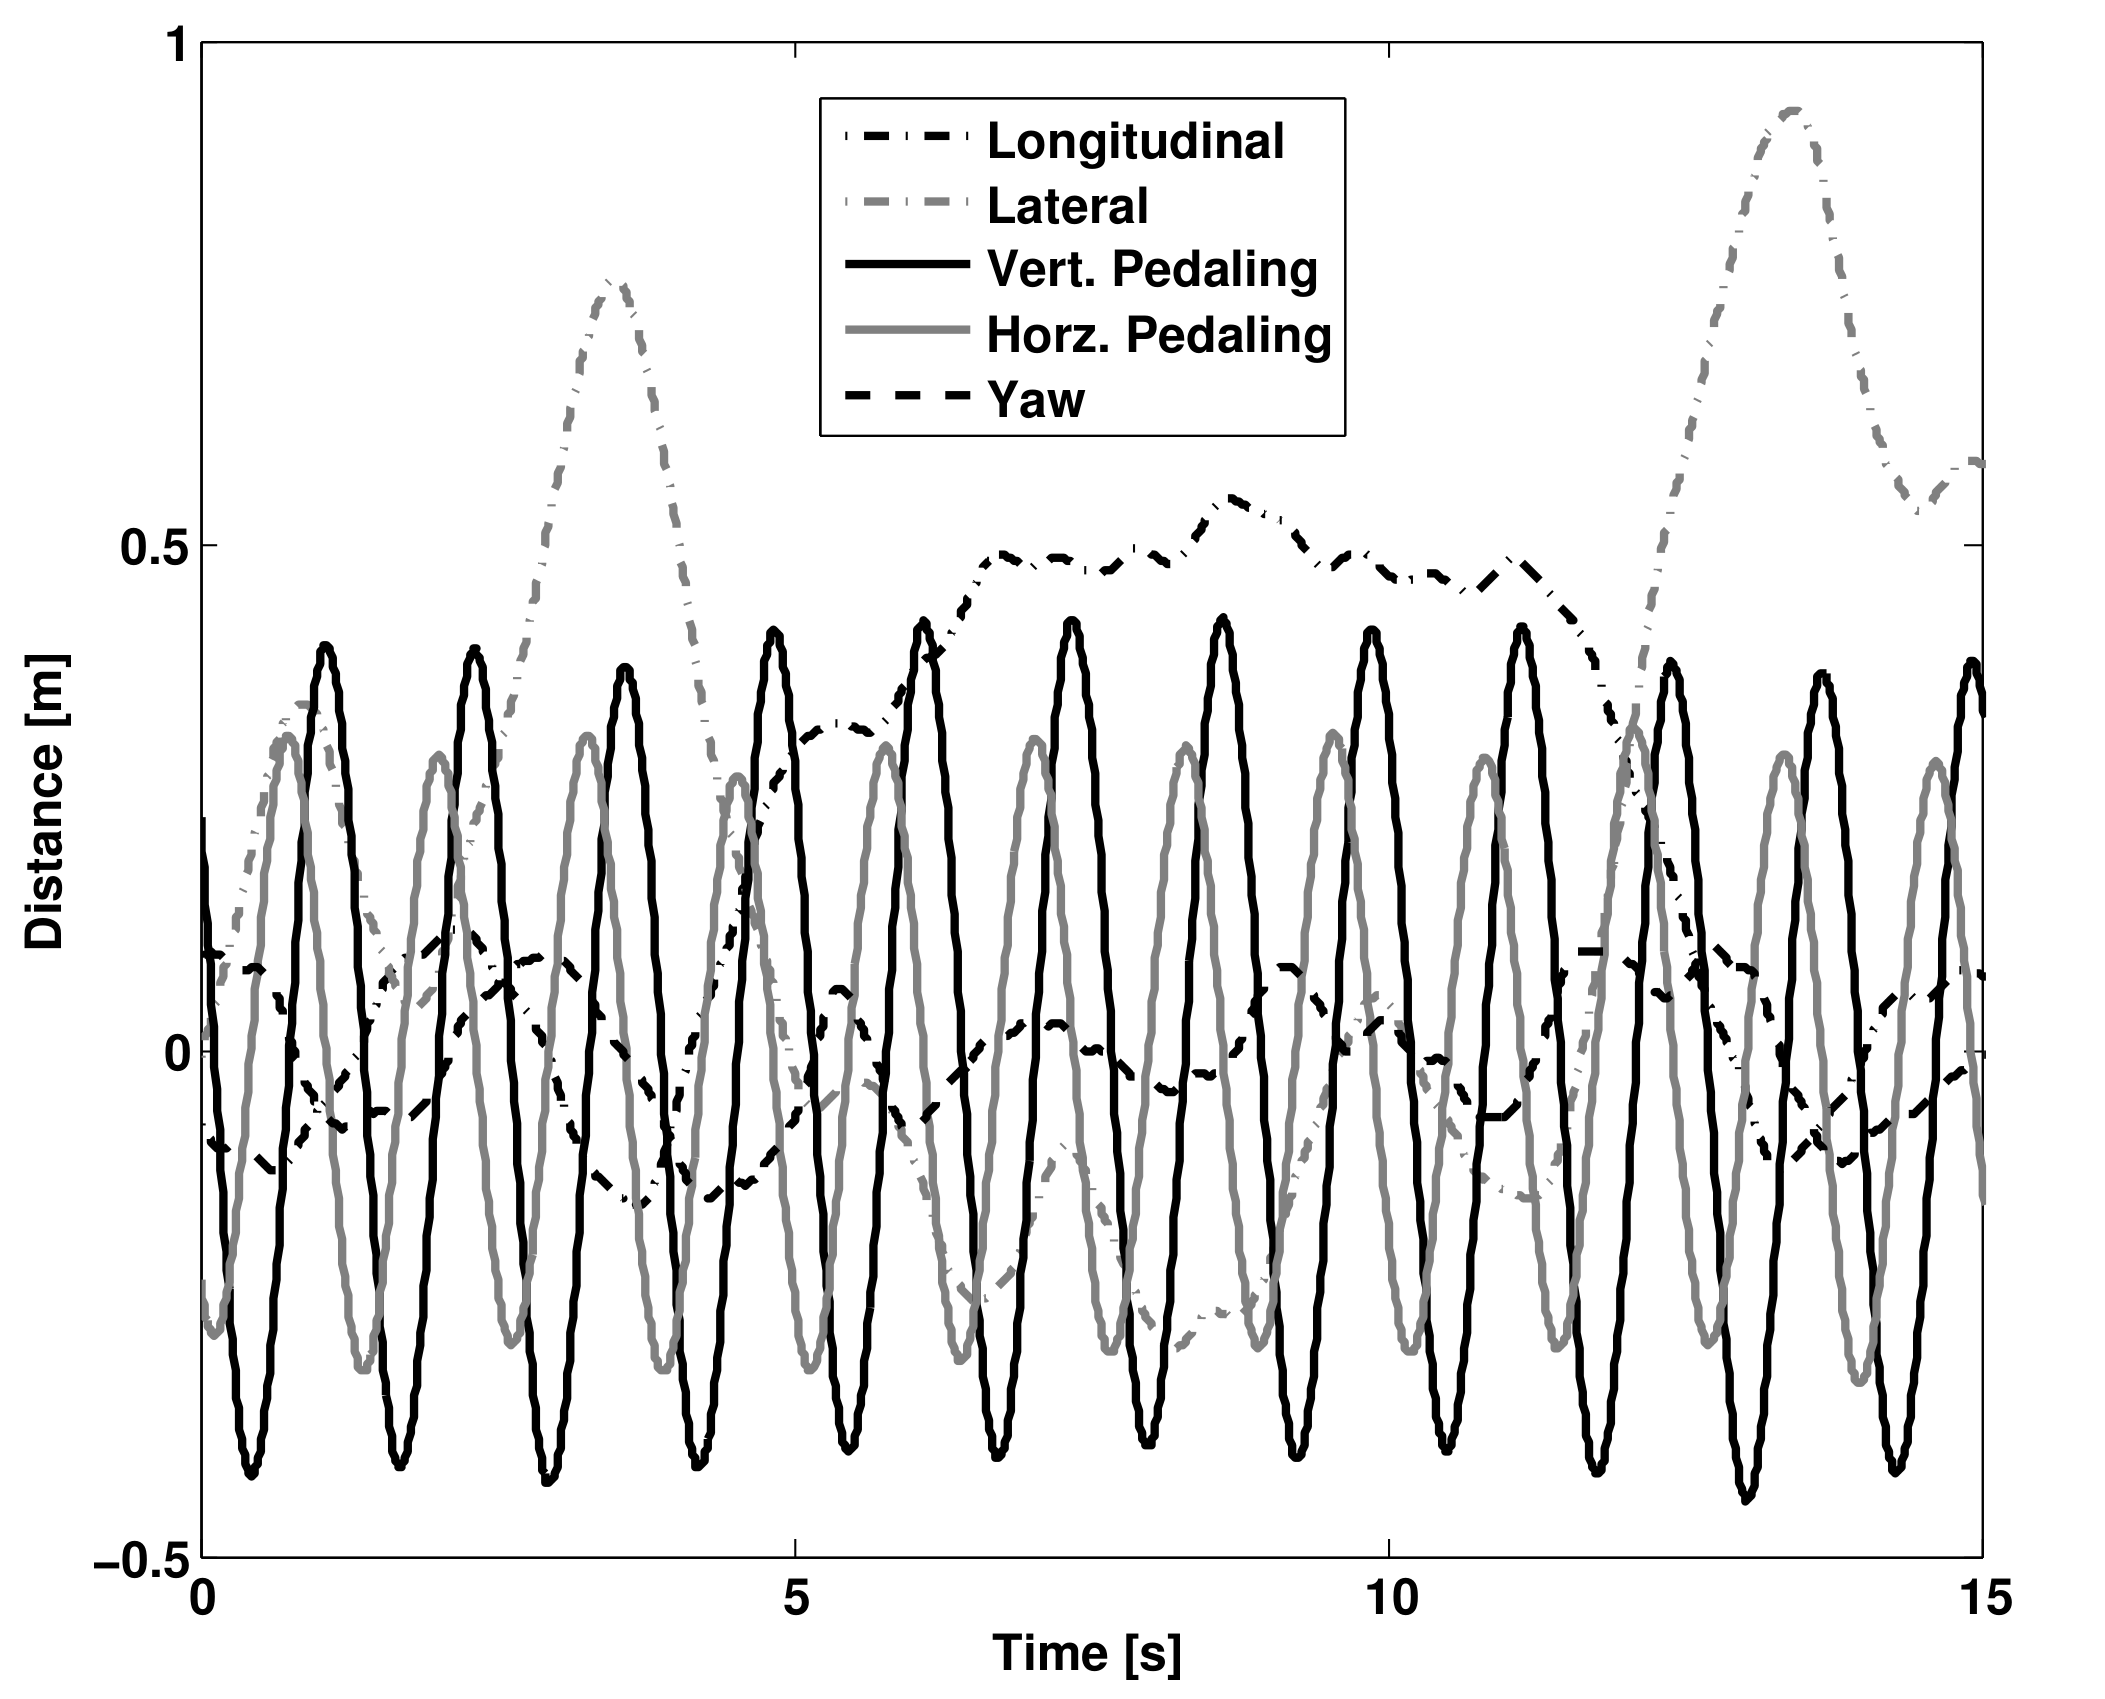 1
0.5
0
−0.5
Distance [m]
Longitudinal
Lateral
Vert. Pedaling
Horz. Pedaling
Yaw
0 5 10 15
Time [s]